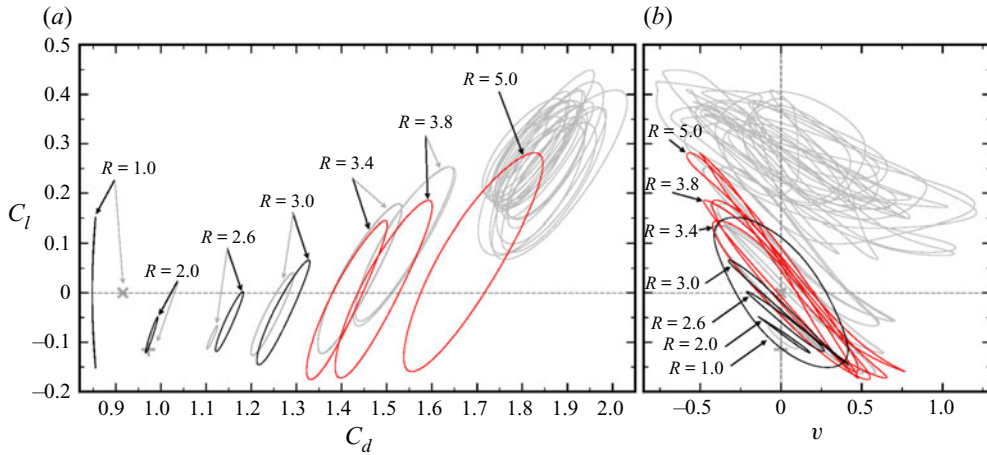 (a)
(b)
0.5
0.4
0.3
0.2
0.1
0
–0.1
–0.2
C_l
R = 1.0
R = 2.0
R = 2.6
R = 3.0
R = 3.4
R = 3.8
R = 5.0
0.9 1.0 1.1 1.2 1.3 1.4 1.5 1.6 1.7 1.8 1.9 2.0
C_d
R = 5.0
R = 3.8
R = 3.4
R = 3.0
R = 2.6
R = 2.0
R = 1.0
–0.5 0 0.5 1.0
v